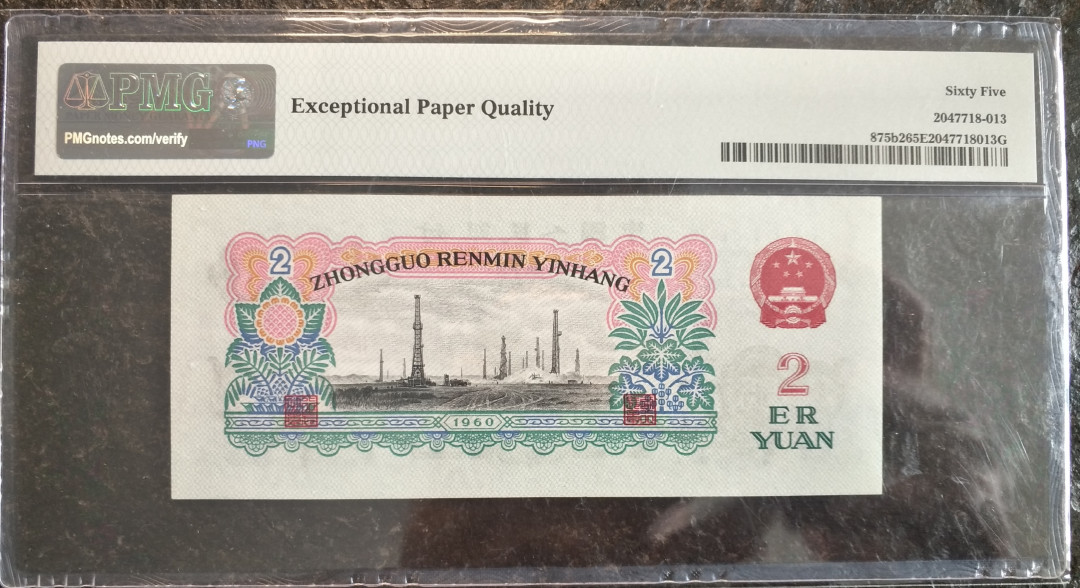 PMG
PMGnotes.com/verify
PNG
Exceptional Paper Quality
Sixty Five
2047718-013
875b265E2047718013G
2
ZHONGGUO RENMIN YINHANG
2
1960
2
ER
YUAN